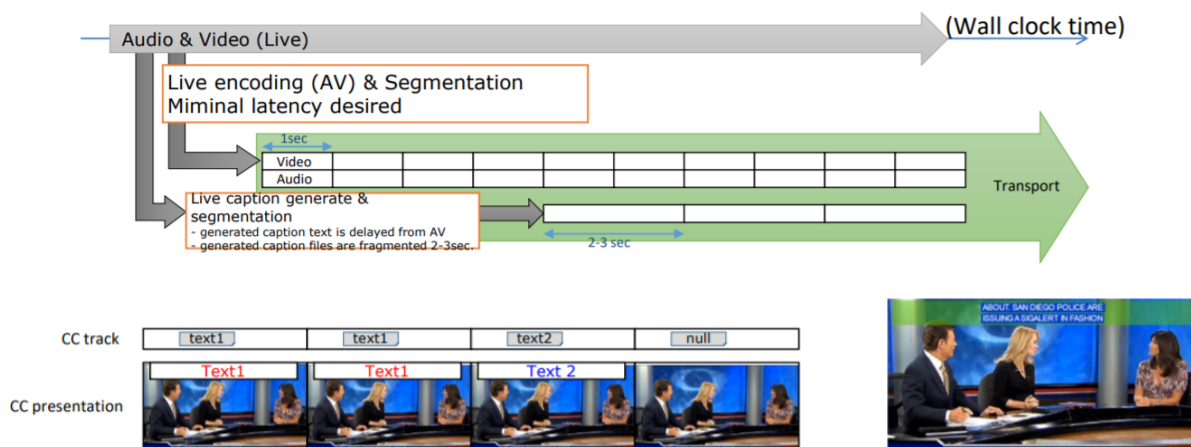 (Wall clock time)
Audio & Video (Live)
Live encoding (AV) & Segmentation
Miminal latency desired
1sec
Video
Audio
Transport
Live caption generate &
segmentation
- generated caption text is delayed from AV
- generated caption files are fragmented 2-3sec.
2-3 sec
CC track
text1
text1
text2
null
CC presentation
Text1
Text1
Text 2
ABOUT. SAN DIEGO POLICE ARE
ISSUING A SIGALERT IN FASHION